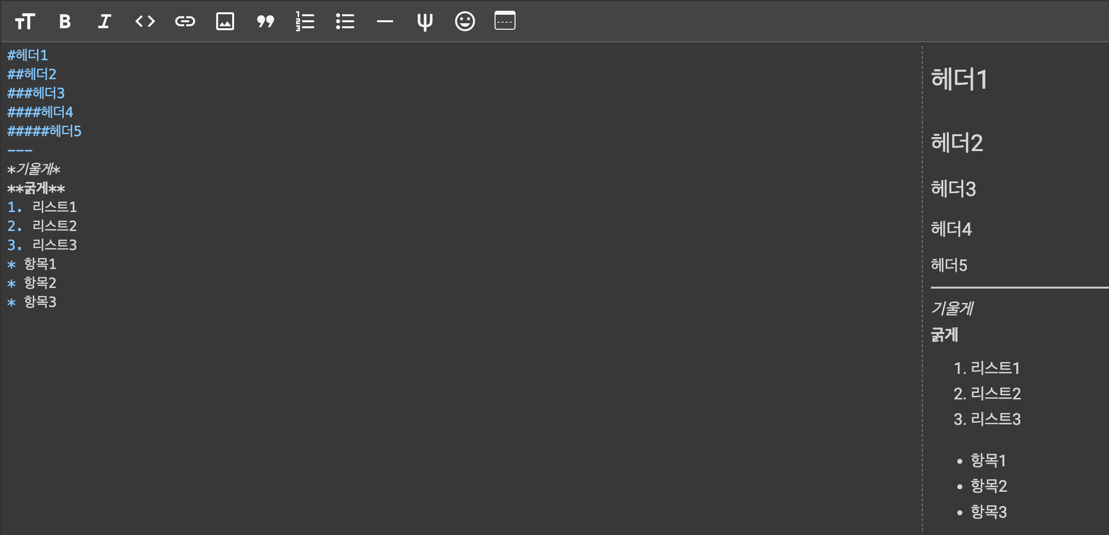 #헤더1
##헤더2
###헤더3
####헤더4
#####헤더5
---
*기울게*
**굵게**
1. 리스트1
2. 리스트2
3. 리스트3
* 항목1
* 항목2
* 항목3
헤더1
헤더2
헤더3
헤더4
헤더5
기울게
굵게
1. 리스트1
2. 리스트2
3. 리스트3
• 항목1
• 항목2
• 항목3